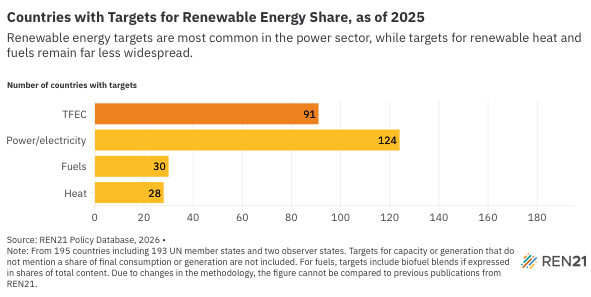 Countries with Targets for Renewable Energy Share, as of 2025
Renewable energy targets are most common in the power sector, while targets for renewable heat and
fuels remain far less widespread.
Number of countries with targets
TFEC 91
Power/electricity 124
Fuels 30
Heat 28
0 20 40 60 80 100 120 140 160 180
Source: REN21 Policy Database, 2026 •
Note: From 195 countries including 193 UN member states and two observer states. Targets for capacity or generation that do
not mention a share of final consumption or generation are not included. For fuels, targets include biofuel blends if expressed
in shares of total content. Due to changes in the methodology, the figure cannot be compared to previous publications from
REN21.
REN21